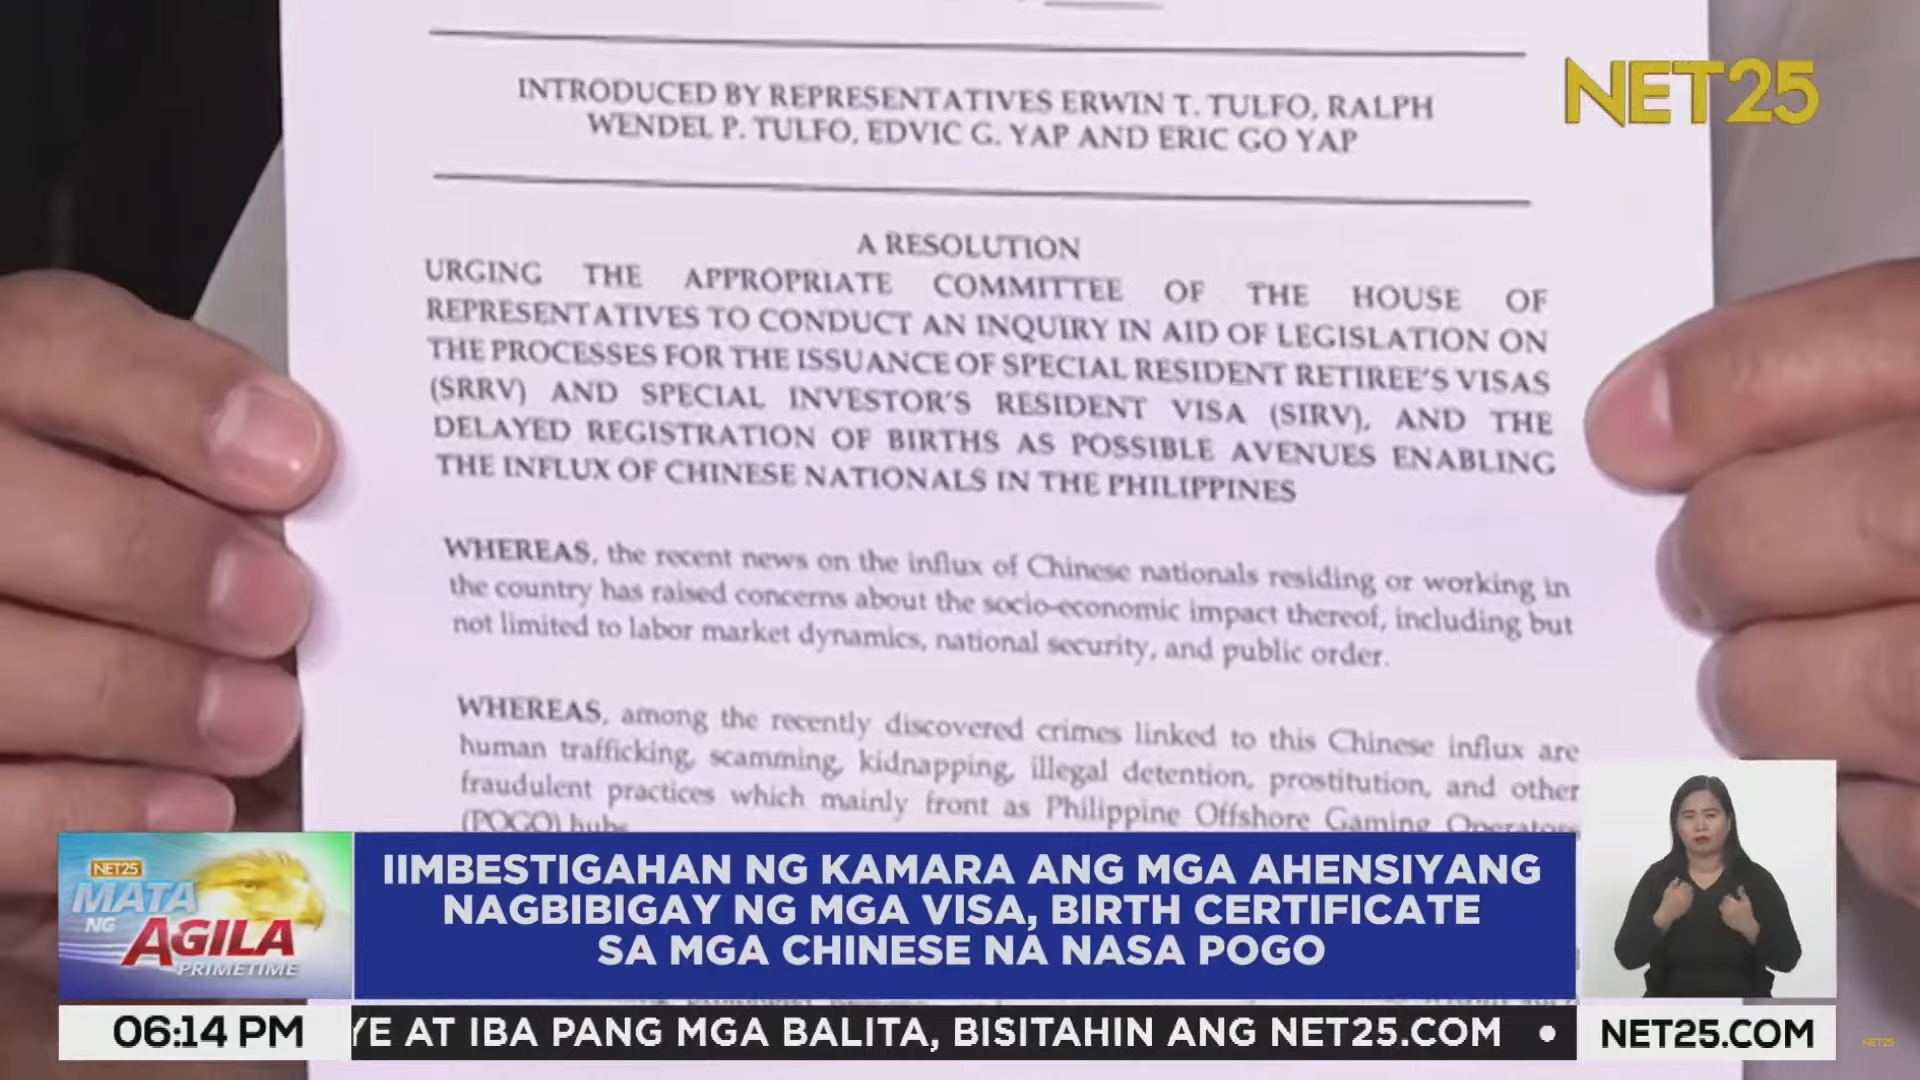 INTRODUCED BY REPRESENTATIVES ERWIN T. TULFO, RALPH
WENDEL P. TULFO, EDVIC G. YAP AND ERIC GO YAP
NET25
A RESOLUTION
URGING THE APPROPRIATE COMMITTEE OF THE HOUSE OF
REPRESENTATIVES TO CONDUCT AN INQUIRY IN AID OF LEGISLATION ON
THE PROCESSES FOR THE ISSUANCE OF SPECIAL RESIDENT RETIREE'S VISAS
(SRRV) AND SPECIAL INVESTOR'S RESIDENT VISA (SIRV), AND THE
DELAYED REGISTRATION OF BIRTHS AS POSSIBLE AVENUES ENABLING
THE INFLUX OF CHINESE NATIONALS IN THE PHILIPPINES
WHEREAS, the recent news on the influx of Chinese nationals residing or working in
the country has raised concerns about the socio-economic impact thereof, including but
not limited to labor market dynamics, national security, and public order.
WHEREAS, among the recently discovered crimes linked to this Chinese influx are
human trafficking, scamming, kidnapping, illegal detention, prostitution, and other
fraudulent practices which mainly front as Philippine Offshore Gaming Operators
(POGO) hubs
NET25
MATA
NG
AGILA
PRIMETIME
IIMBESTIGAHAN NG KAMARA ANG MGA AHENSIYANG
NAGBIBIGAY NG MGA VISA, BIRTH CERTIFICATE
SA MGA CHINESE NA NASA POGO
06:14 PM
YE AT IBA PANG MGA BALITA, BISITAHIN ANG NET25.COM •
NET25.COM
NET25